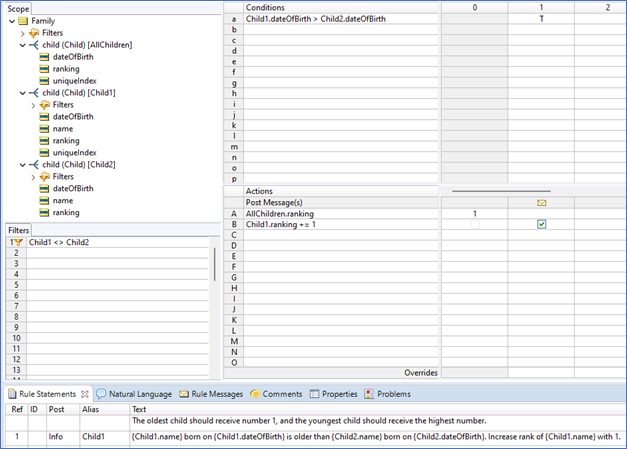 Scope
Family
Filters
child (Child) [AllChildren]
dateOfBirth
ranking
uniqueIndex
child (Child) [Child1]
Filters
dateOfBirth
name
ranking
uniqueIndex
child (Child) [Child2]
Filters
dateOfBirth
name
ranking
Filters
1 Child1 <> Child2
2
3
4
5
6
7
8
9
10
11
12
13
Conditions 0 1 2
a Child1.dateOfBirth > Child2.dateOfBirth T
b
c
d
e
f
g
h
i
j
k
l
m
n
o
p
Actions
Post Message(s)
A AllChildren.ranking 1
B Child1.ranking += 1
C
D
E
F
G
H
I
J
K
L
M
N
O
Overrides
Rule Statements Natural Language Rule Messages Comments Properties Problems
Ref ID Post Alias Text
The oldest child should receive number 1, and the youngest child should receive the highest number.
1 Info Child1 {Child1.name} born on {Child1.dateOfBirth} is older than {Child2.name} born on {Child2.dateOfBirth}. Increase rank of {Child1.name} with 1.